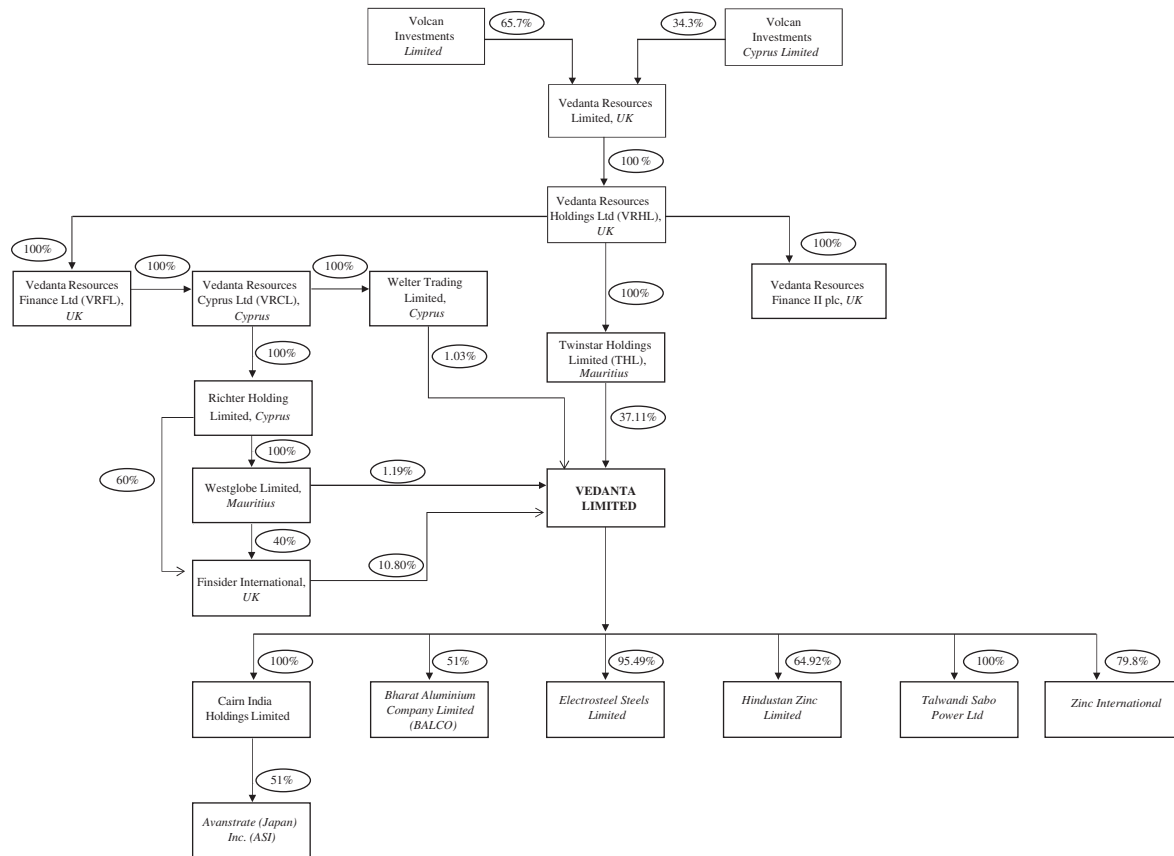 Volcan
Investments
Limited
65.7%
34.3%
Volcan
Investments
Cyprus Limited
Vedanta Resources
Limited, UK
100 %
Vedanta Resources
Holdings Ltd (VRHL),
UK
100%
100%
100%
100%
100%
Vedanta Resources
Finance Ltd (VRFL),
UK
Vedanta Resources
Cyprus Ltd (VRCL),
Cyprus
Welter Trading
Limited,
Cyprus
Vedanta Resources
Finance II plc, UK
100%
1.03%
Twinstar Holdings
Limited (THL),
Mauritius
Richter Holding
Limited, Cyprus
37.11%
100%
60%
1.19%
Westglobe Limited,
Mauritius
VEDANTA
LIMITED
40%
10.80%
Finsider International,
UK
100%
51%
95.49%
64.92%
100%
79.8%
Cairn India
Holdings Limited
Bharat Aluminium
Company Limited
(BALCO)
Electrosteel Steels
Limited
Hindustan Zinc
Limited
Talwandi Sabo
Power Ltd
Zinc International
51%
Avanstrate (Japan)
Inc. (ASI)